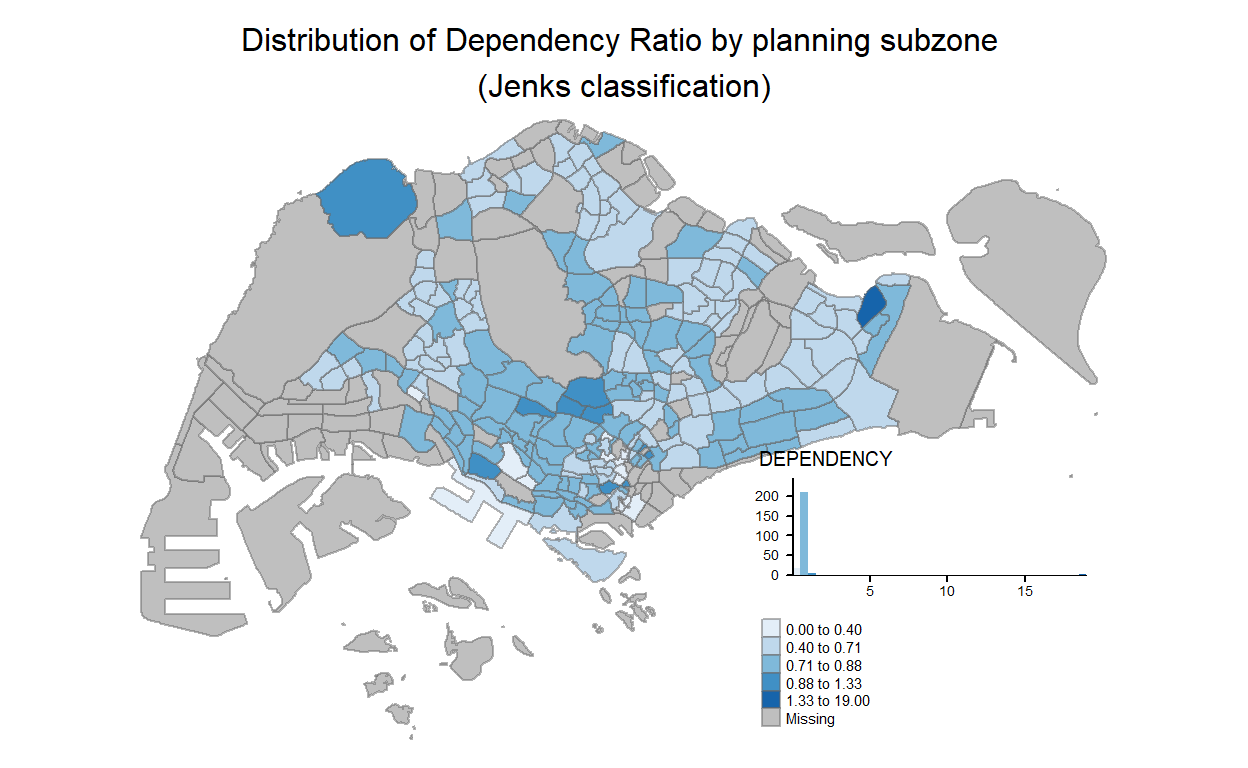 Distribution of Dependency Ratio by planning subzone
(Jenks classification)
DEPENDENCY
200
150
100
50
0
5 10 15
0.00 to 0.40
0.40 to 0.71
0.71 to 0.88
0.88 to 1.33
1.33 to 19.00
Missing